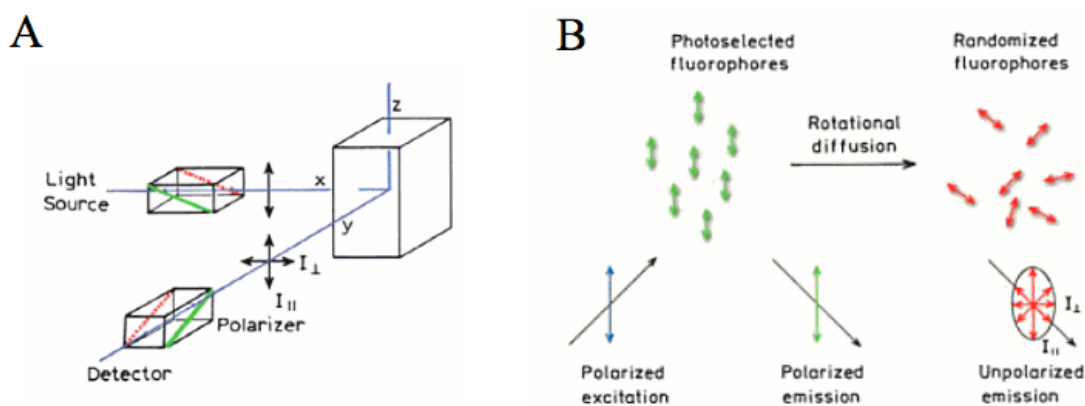 A
z
Light
Source
x
y
I⊥
I||
Polarizer
Detector
B
Photoselected
fluorophores
Randomized
fluorophores
Rotational
diffusion
I⊥
I||
Polarized
excitation
Polarized
emission
Unpolarized
emission